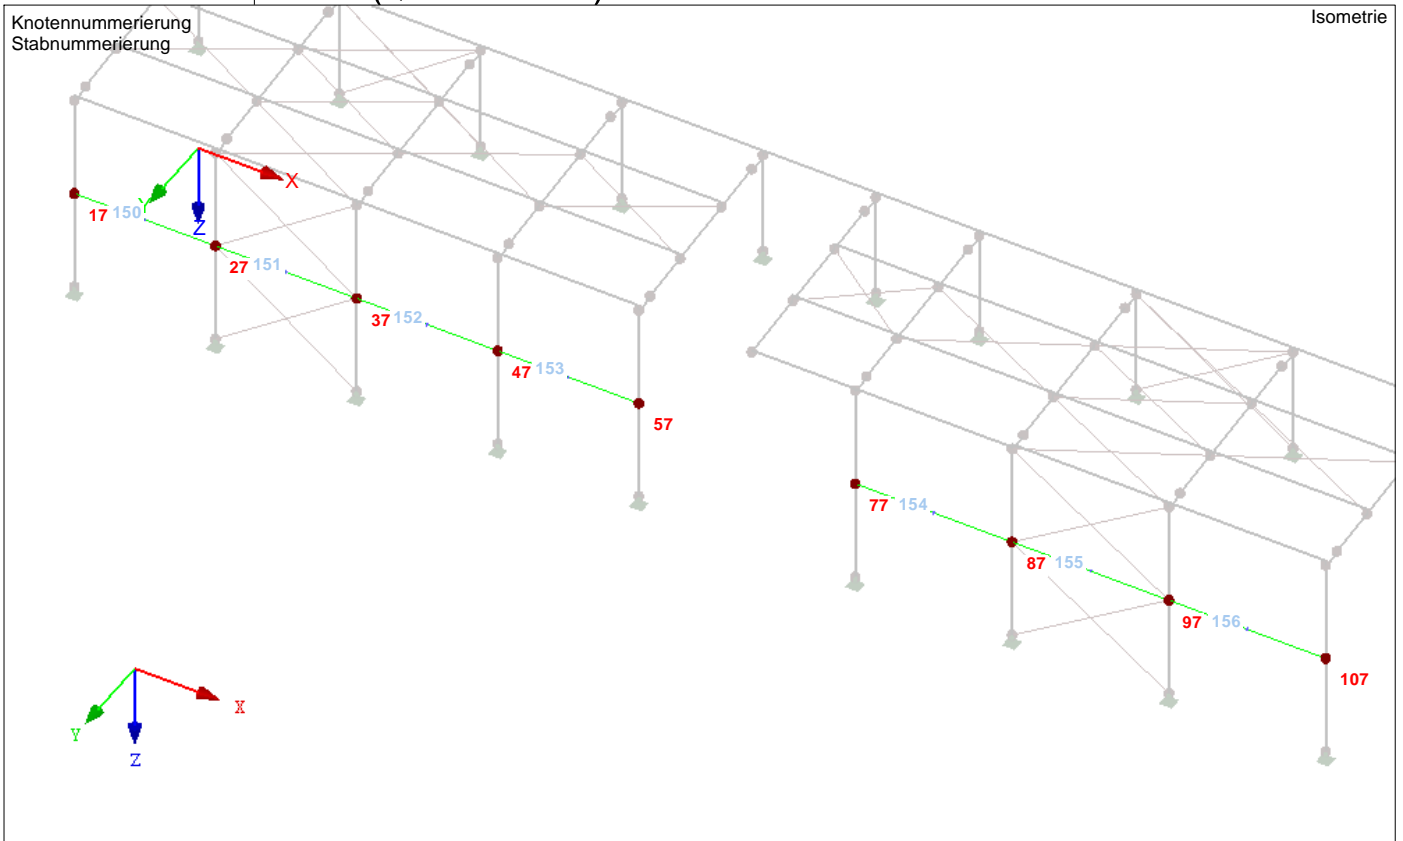 Knotennummerierung
Stabnummerierung
Isometrie
X
Y
Z
17 150
27 151
37 152
47 153
57
77 154
87 155
97 156
107
X
Y
Z